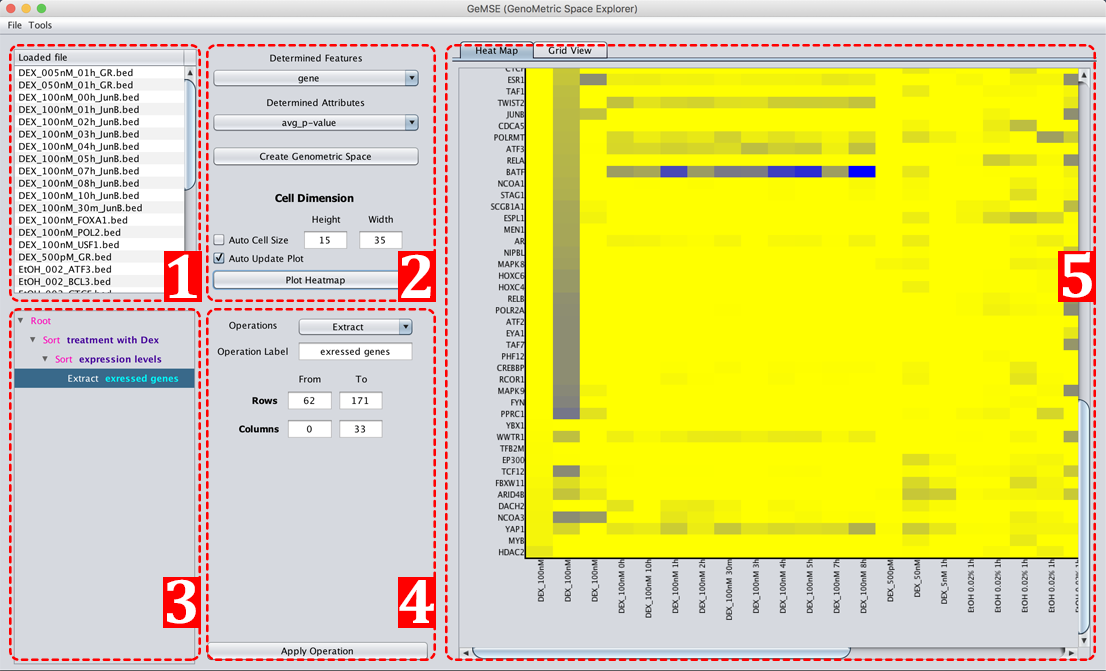 GeMSE (GenoMetric Space Explorer)
File Tools
Loaded file
DEX_005nM_01h_GR.bed
DEX_050nM_01h_GR.bed
DEX_100nM_00h_JunB.bed
DEX_100nM_01h_JunB.bed
DEX_100nM_02h_JunB.bed
DEX_100nM_03h_JunB.bed
DEX_100nM_04h_JunB.bed
DEX_100nM_05h_JunB.bed
DEX_100nM_07h_JunB.bed
DEX_100nM_08h_JunB.bed
DEX_100nM_10h_JunB.bed
DEX_100nM_30m_JunB.bed
DEX_100nM_FOXA1.bed
DEX_100nM_POL2.bed
DEX_100nM_USF1.bed
DEX_500pM_GR.bed
EtOH_002_ATF3.bed
EtOH_002_BCL3.bed
EtOH_002_CTCF.bed
1
Determined Features
gene
Determined Attributes
avg_p-value
Create Genometric Space
Cell Dimension
Height Width
Auto Cell Size 15 35
Auto Update Plot
Plot Heatmap
2
Root
Sort treatment with Dex
Sort expression levels
Extract exressed genes
3
Operations Extract
Operation Label exressed genes
From To
Rows 62 171
Columns 0 33
4
Apply Operation
Heat Map Grid View
CTCF
ESR1
TAF1
TWIST2
JUNB
CDCA5
POLRMT
ATF3
RELA
BATF
NCOA1
STAG1
SCGB1A1
ESPL1
MEN1
AR
NIPBL
MAPK8
HOXC6
HOXC4
RELB
POLR2A
ATF2
EYA1
TAF7
PHF12
CREBBP
RCOR1
MAPK9
FYN
PPRC1
YBX1
WWTR1
TFB2M
EP300
TCF12
FBXW11
ARID4B
DACH2
NCOA3
YAP1
MYB
HDAC2
5
DEX_100nM
DEX_100nM
DEX_100nM
DEX_100nM 0h
DEX_100nM 10h
DEX_100nM 1h
DEX_100nM 2h
DEX_100nM 30m
DEX_100nM 3h
DEX_100nM 4h
DEX_100nM 5h
DEX_100nM 7h
DEX_100nM 8h
DEX_500pM
DEX_50nM
DEX_5nM 1h
EtOH 0.02% 1h
EtOH 0.02% 1h
EtOH 0.02% 1h
EtOH 0.02% 1h
EtOH 0.02% 1h